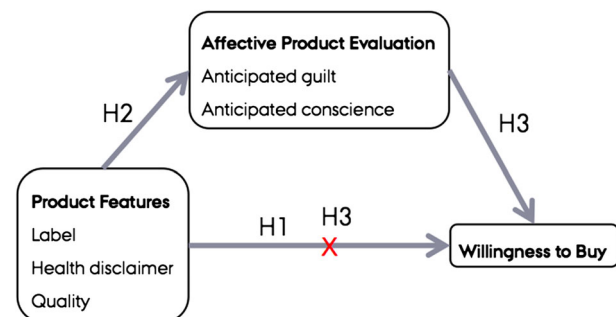 Affective Product Evaluation
Anticipated guilt
Anticipated conscience
H2
H3
Product Features
Label
Health disclaimer
Quality
H1
H3
X
Willingness to Buy